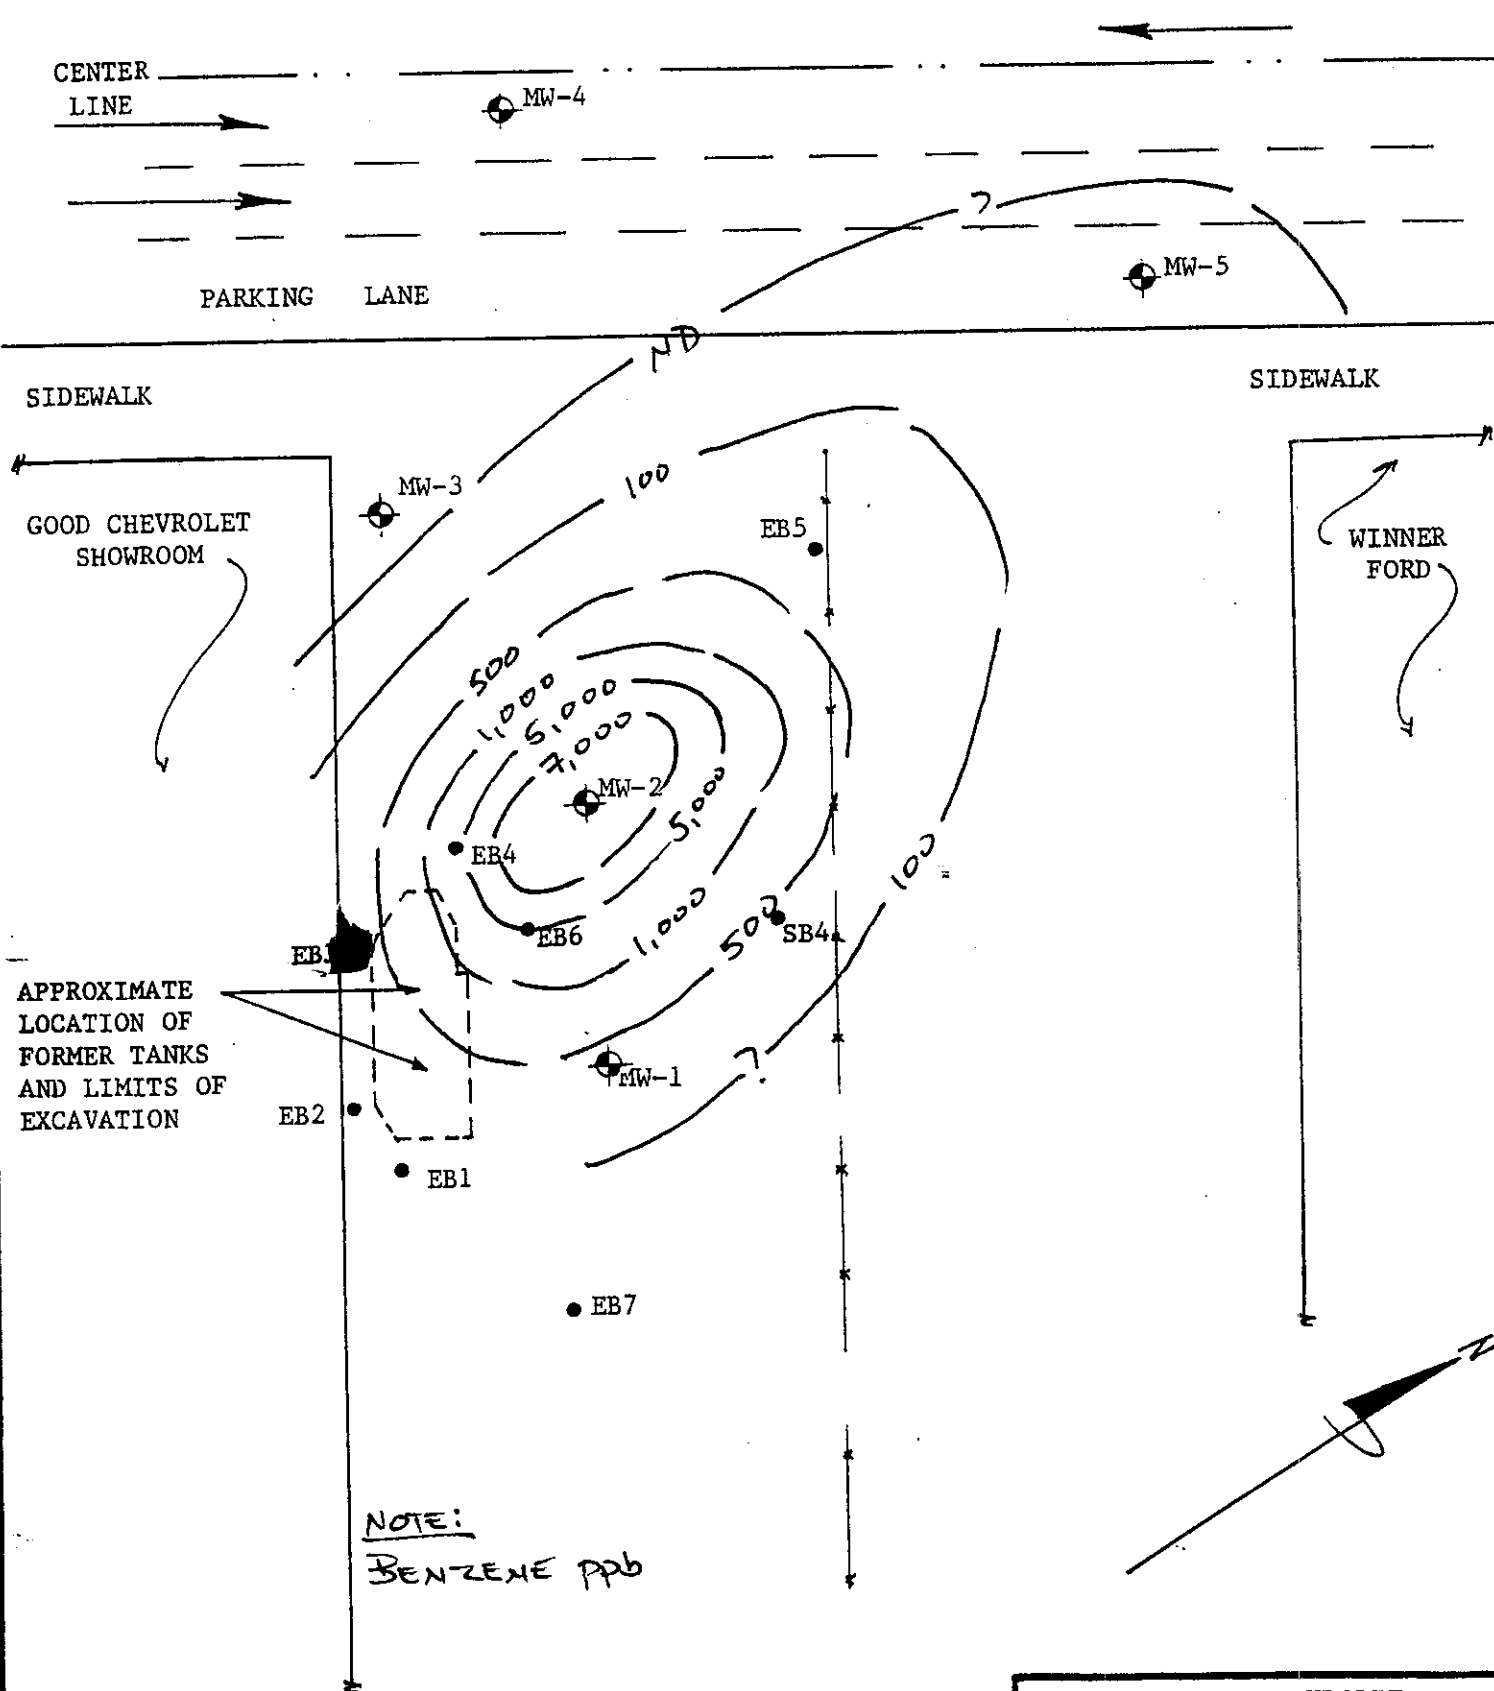 CENTER
LINE
MW-4
?
MW-5
PARKING LANE
ND
SIDEWALK
SIDEWALK
MW-3
100
GOOD CHEVROLET
SHOWROOM
EB5
WINNER
FORD
500
1,000
5,000
7,000
MW-2
5,000
EB4
100
EB6
1,000
500
SB4
APPROXIMATE
LOCATION OF
FORMER TANKS
AND LIMITS OF
EXCAVATION
?
MW-1
EB2
EB1
EB7
N
NOTE:
BENZENE ppb